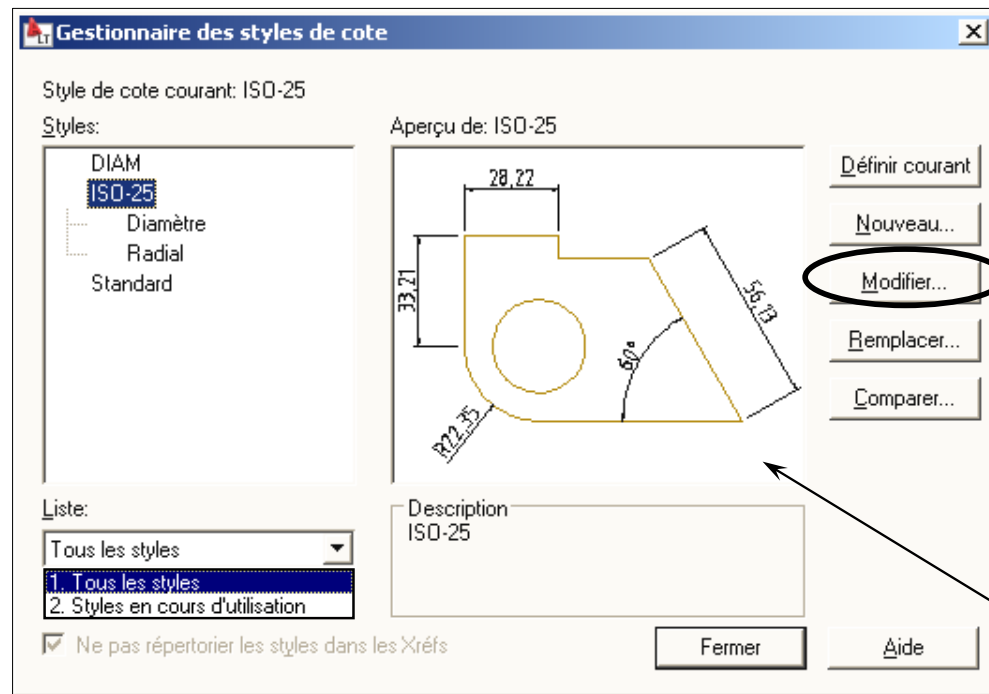 LT Gestionnaire des styles de cote
Style de cote courant: ISO-25
Styles:
Aperçu de: ISO-25
DIAM
ISO-25
Diamètre
Radial
Standard
28,22
33,21
56,13
60°
R22,35
Définir courant
Nouveau...
Modifier...
Remplacer...
Comparer...
Liste:
Tous les styles
1. Tous les styles
2. Styles en cours d'utilisation
Description
ISO-25
Ne pas répertorier les styles dans les Xréfs
Fermer
Aide